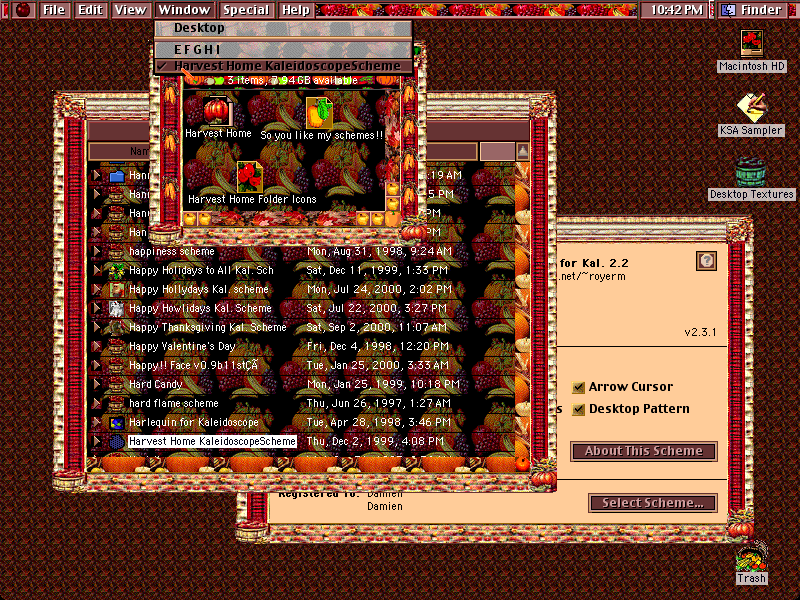 File Edit View Window Special Help 10:42 PM Finder
Desktop
E F G H I
✓ Harvest Home KaleidoscopeScheme
3 items, 7.94 GB available
Harvest Home
So you like my schemes!!
Harvest Home Folder Icons
Macintosh HD
KSA Sampler
Desktop Textures
Trash
happiness scheme Mon, Aug 31, 1998, 9:24 AM
Happy Holidays to All Kal. Sch Sat, Dec 11, 1999, 1:33 PM
Happy Hollydays Kal. scheme Mon, Jul 24, 2000, 2:02 PM
Happy Howlidays Kal. Scheme Sat, Jul 22, 2000, 3:27 PM
Happy Thanksgiving Kal. Scheme Sat, Sep 2, 2000, 11:07 AM
Happy Valentine's Day Fri, Dec 4, 1998, 12:20 PM
Happy!! Face v0.9b11stÇÃ Tue, Jan 25, 2000, 3:33 AM
Hard Candy Mon, Jan 25, 1999, 10:18 PM
hard flame scheme Thu, Jun 26, 1997, 1:27 AM
Harlequin for Kaleidoscope Tue, Apr 28, 1998, 3:46 PM
Harvest Home KaleidoscopeScheme Thu, Dec 2, 1999, 4:08 PM
for Kal. 2.2
.net/~royerm
v2.3.1
Arrow Cursor
Desktop Pattern
About This Scheme
Registered To: Damien
Damien
Select Scheme...